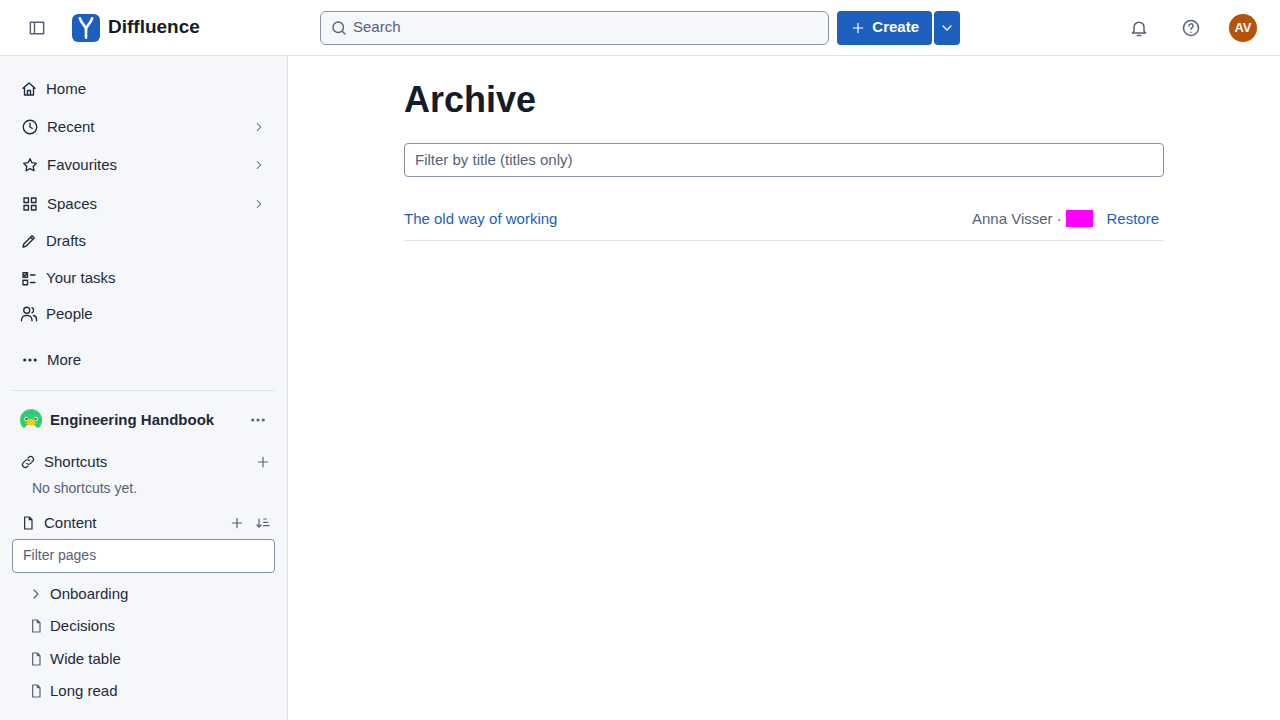 Diffluence
Search
Create
AV
Home
Recent
Favourites
Spaces
Drafts
Your tasks
People
More
Engineering Handbook
Shortcuts
No shortcuts yet.
Content
Filter pages
Onboarding
Decisions
Wide table
Long read
Archive
Filter by title (titles only)
The old way of working
Anna Visser ·
Restore